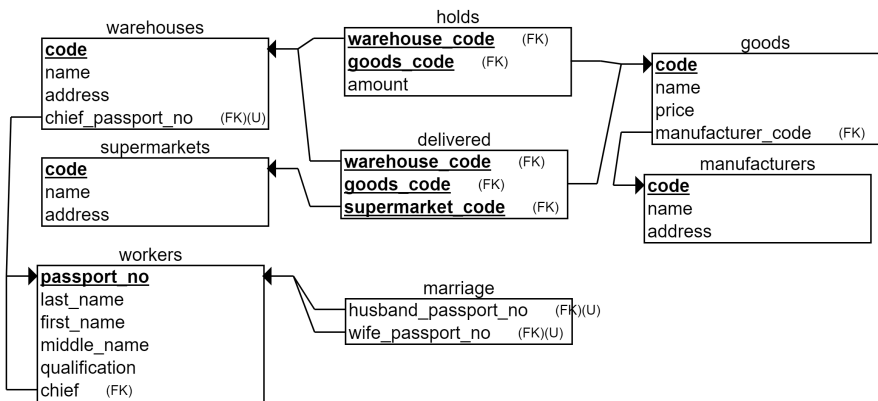 warehouses
code
name
address
chief_passport_no (FK)(U)
holds
warehouse_code (FK)
goods_code (FK)
amount
goods
code
name
price
manufacturer_code (FK)
supermarkets
code
name
address
delivered
warehouse_code (FK)
goods_code (FK)
supermarket_code (FK)
manufacturers
code
name
address
workers
passport_no
last_name
first_name
middle_name
qualification
chief (FK)
marriage
husband_passport_no (FK)(U)
wife_passport_no (FK)(U)